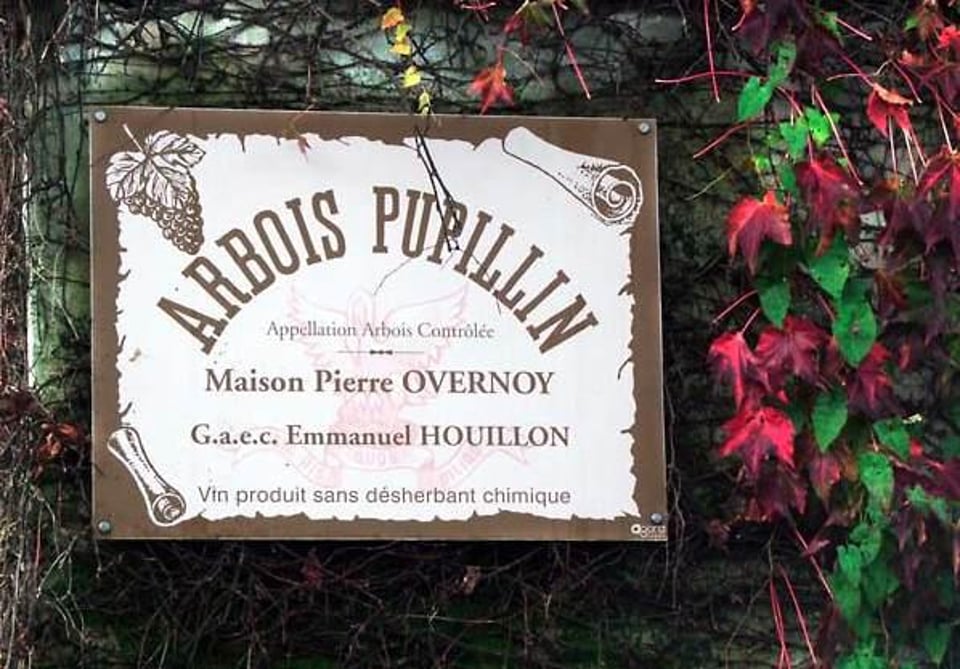 ARBOIS PUPILLIN
Appellation Arbois Contrôlée
Maison Pierre OVERNOY
G.a.e.c. Emmanuel HOUILLON
Vin produit sans désherbant chimique